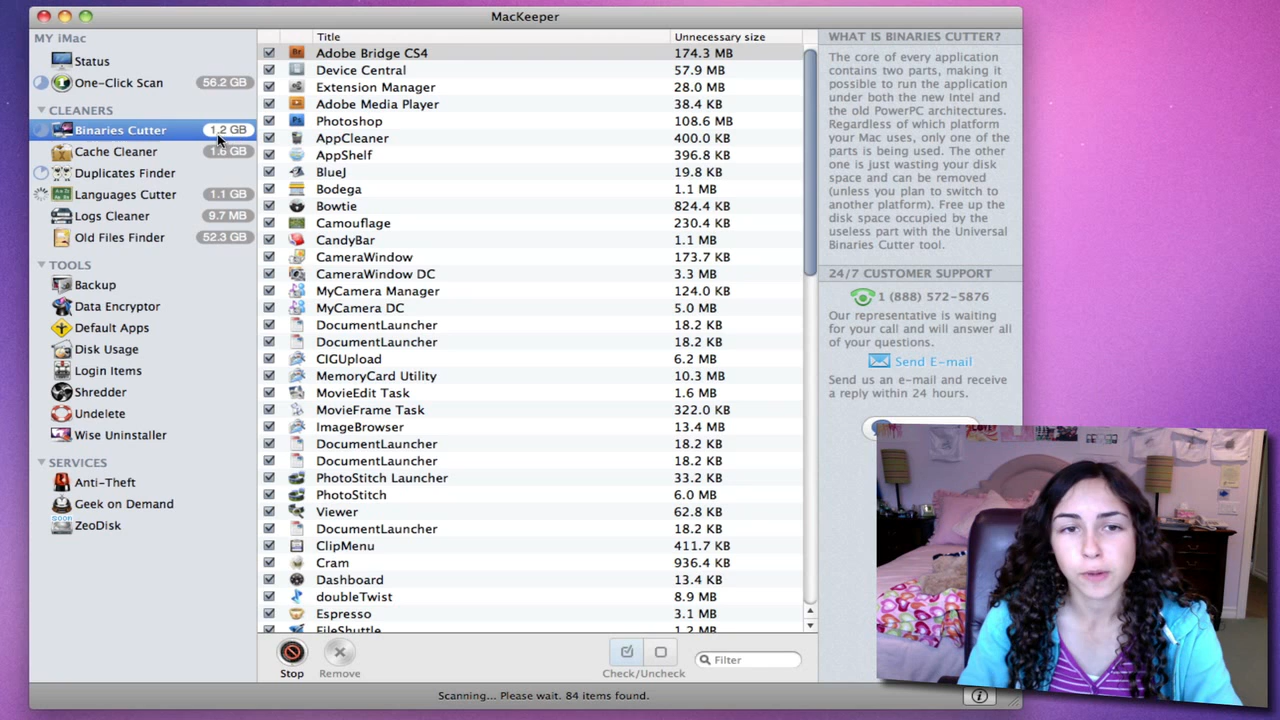 MacKeeper
MY iMac
Status
One-Click Scan 56.2 GB
CLEANERS
Binaries Cutter 1.2 GB
Cache Cleaner 1.6 GB
Duplicates Finder
Languages Cutter 1.1 GB
Logs Cleaner 9.7 MB
Old Files Finder 52.3 GB
TOOLS
Backup
Data Encryptor
Default Apps
Disk Usage
Login Items
Shredder
Undelete
Wise Uninstaller
SERVICES
Anti-Theft
Geek on Demand
soon
ZeoDisk
Title Unnecessary size
Adobe Bridge CS4 174.3 MB
Device Central 57.9 MB
Extension Manager 28.0 MB
Adobe Media Player 38.4 KB
Photoshop 108.6 MB
AppCleaner 400.0 KB
AppShelf 396.8 KB
BlueJ 19.8 KB
Bodega 1.1 MB
Bowtie 824.4 KB
Camouflage 230.4 KB
CandyBar 1.1 MB
CameraWindow 173.7 KB
CameraWindow DC 3.3 MB
MyCamera Manager 124.0 KB
MyCamera DC 5.0 MB
DocumentLauncher 18.2 KB
DocumentLauncher 18.2 KB
CIGUpload 6.2 MB
MemoryCard Utility 10.3 MB
MovieEdit Task 1.6 MB
MovieFrame Task 322.0 KB
ImageBrowser 13.4 MB
DocumentLauncher 18.2 KB
DocumentLauncher 18.2 KB
PhotoStitch Launcher 33.2 KB
PhotoStitch 6.0 MB
Viewer 62.8 KB
DocumentLauncher 18.2 KB
ClipMenu 411.7 KB
Cram 936.4 KB
Dashboard 13.4 KB
doubleTwist 8.9 MB
Espresso 3.1 MB
FileShuttle 1.2 MB
Stop Remove Check/Uncheck Filter
Scanning... Please wait. 84 items found.
WHAT IS BINARIES CUTTER?
The core of every application
contains two parts, making it
possible to run the application
under both the new Intel and
the old PowerPC architectures.
Regardless of which platform
your Mac uses, only one of the
parts is being used. The other
one is just wasting your disk
space and can be removed
(unless you plan to switch to
another platform). Free up the
disk space occupied by the
useless part with the Universal
Binaries Cutter tool.
24/7 CUSTOMER SUPPORT
1 (888) 572-5876
Our representative is waiting
for your call and will answer all
of your questions.
Send E-mail
Send us an e-mail and receive
a reply within 24 hours.